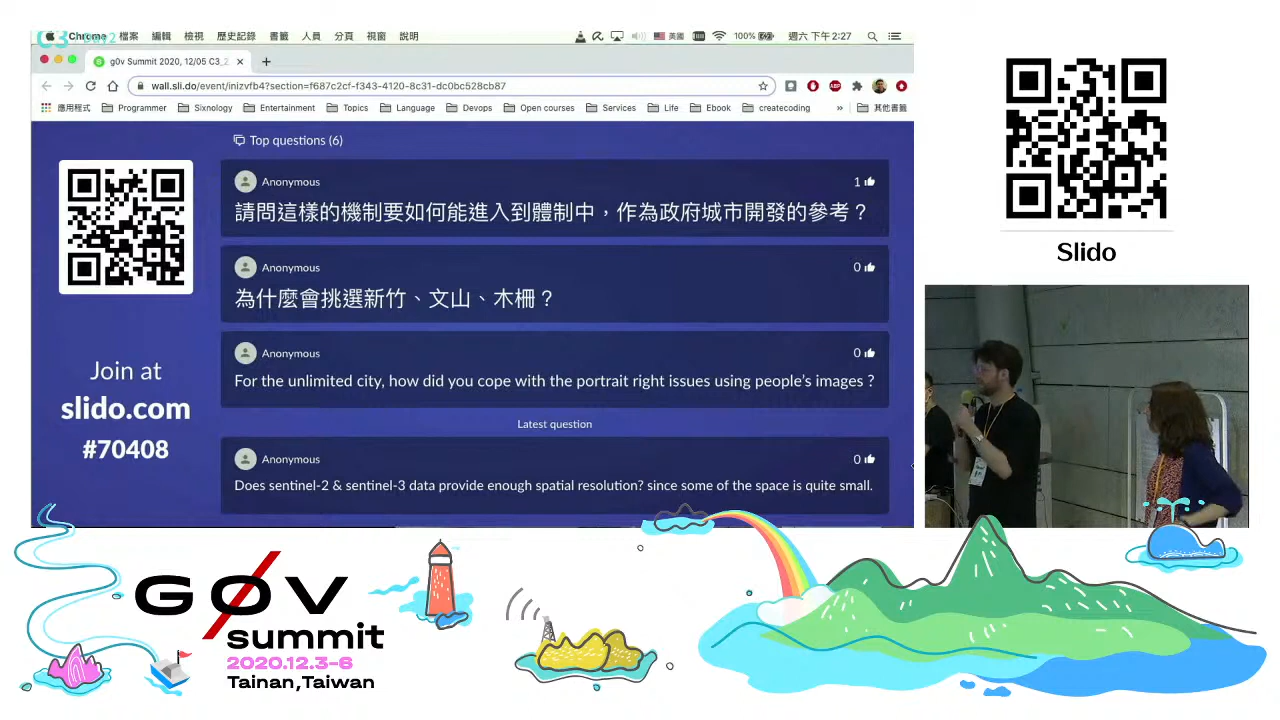 C3 Day2
Chrome 檔案 編輯 檢視 歷史記錄 書籤 人員 分頁 視窗 說明 美國 100% 週六 下午 2:27
g0v Summit 2020, 12/05 C3_2
wall.sli.do/event/inizvfb4?section=f687c2cf-f343-4120-8c31-dc0bc528cb87
應用程式 Programmer Sixnology Entertainment Topics Language Devops Open courses Services Life Ebook createcoding » 其他書籤
Top questions (6)
Anonymous 1
請問這樣的機制要如何能進入到體制中，作為政府城市開發的參考？
Anonymous 0
為什麼會挑選新竹、文山、木柵？
Anonymous 0
For the unlimited city, how did you cope with the portrait right issues using people's images ?
Latest question
Anonymous 0
Does sentinel-2 & sentinel-3 data provide enough spatial resolution? since some of the space is quite small.
Join at
slido.com
#70408
Slido
G0V
summit
2020.12.3-6
Tainan,Taiwan